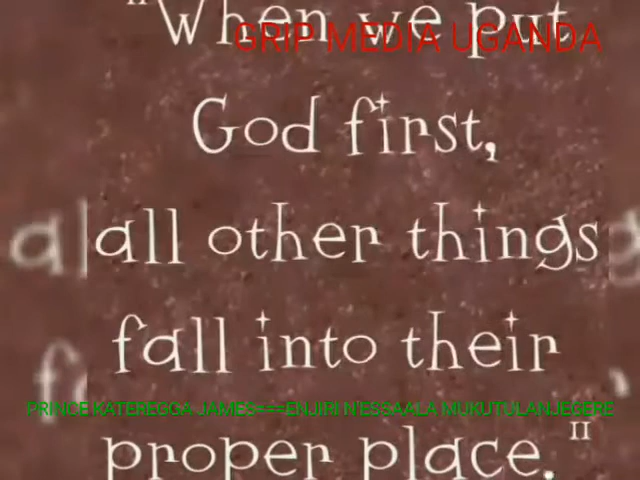 "When we put
GRIP MEDIA UGANDA
God first,
all other things
fall into their
PRINCE KATEREGGA JAMES===ENJIRI N'ESSAALA MUKUTULANJEGERE
proper place."